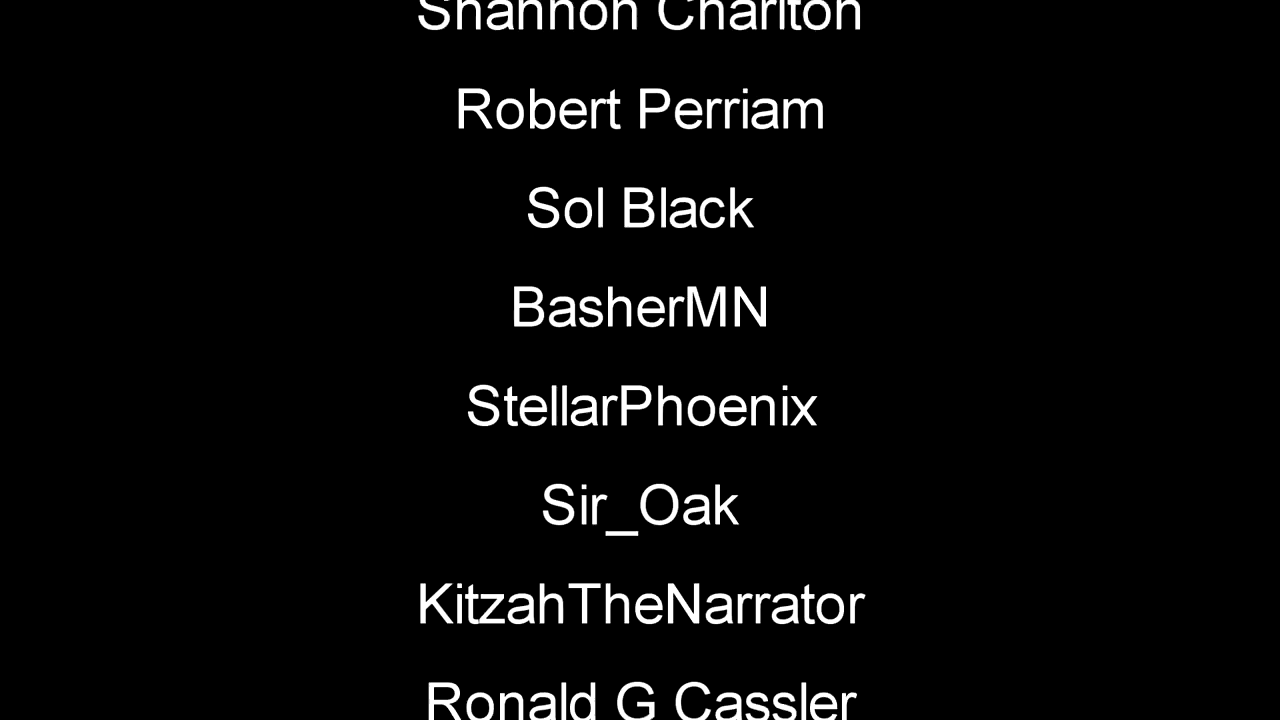 Shannon Charlton
Robert Perriam
Sol Black
BasherMN
StellarPhoenix
Sir_Oak
KitzahTheNarrator
Ronald G Cassler